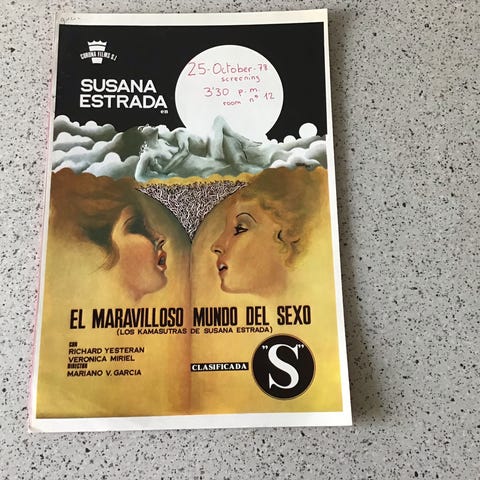 CORONA FILMS S.I
SUSANA
ESTRADA
en
25-October-78
screening
3'30 p.m.
room nº 12
EL MARAVILLOSO MUNDO DEL SEXO
(LOS KAMASUTRAS DE SUSANA ESTRADA)
CON
RICHARD YESTERAN
VERONICA MIRIEL
DIRECTOR
MARIANO V. GARCIA
CLASIFICADA
"S"